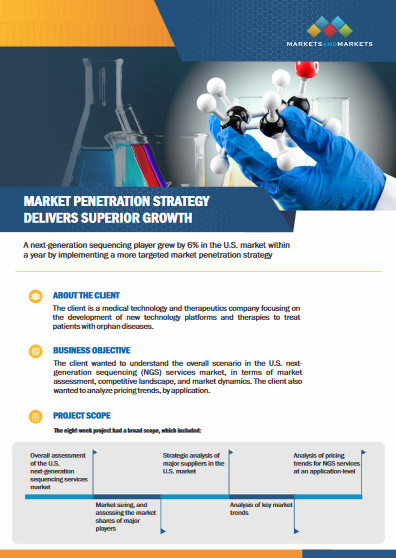 MARKETSANDMARKETS
MARKET PENETRATION STRATEGY
DELIVERS SUPERIOR GROWTH
A next-generation sequencing player grew by 6% in the U.S. market within
a year by implementing a more targeted market penetration strategy
ABOUT THE CLIENT
The client is a medical technology and therapeutics company focusing on
the development of new technology platforms and therapies to treat
patients with orphan diseases.
BUSINESS OBJECTIVE
The client wanted to understand the overall scenario in the U.S. next-
generation sequencing (NGS) services market, in terms of market
assessment, competitive landscape, and market dynamics. The client also
wanted to analyze pricing trends, by application.
PROJECT SCOPE
The eight-week project had a broad scope, which included:
Overall assessment
of the U.S.
next-generation
sequencing services
market
Market sizing, and
assessing the market
shares of major
players
Strategic analysis of
major suppliers in the
U.S. market
Analysis of key market
trends
Analysis of pricing
trends for NGS services
at an application-level